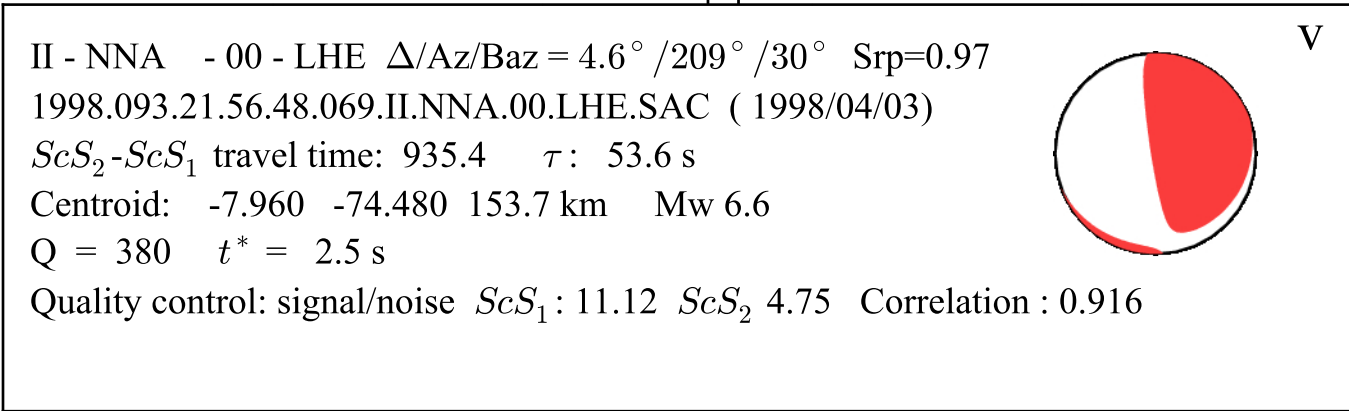 II - NNA - 00 - LHE Δ/Az/Baz = 4.6° /209° /30° Srp=0.97
V
1998.093.21.56.48.069.II.NNA.00.LHE.SAC ( 1998/04/03)
ScS₂-ScS₁ travel time: 935.4 τ : 53.6 s
Centroid: -7.960 -74.480 153.7 km Mw 6.6
Q = 380 t* = 2.5 s
Quality control: signal/noise ScS₁ : 11.12 ScS₂ 4.75 Correlation : 0.916